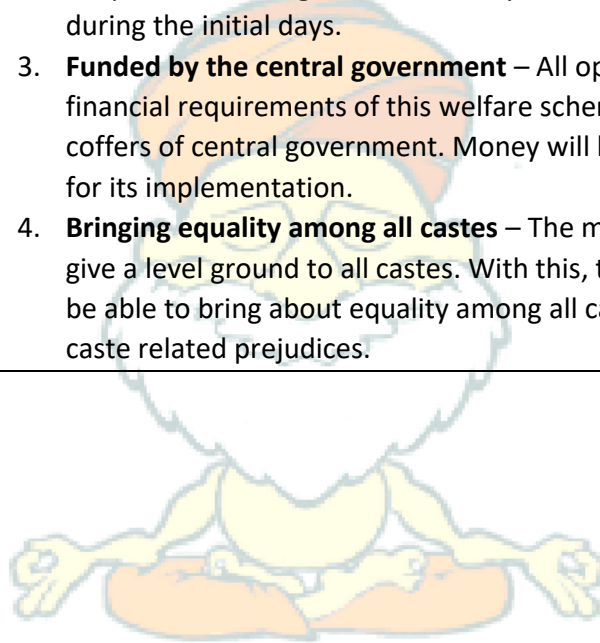 during the initial days.
3. Funded by the central government – All op
financial requirements of this welfare scher
coffers of central government. Money will
for its implementation.
4. Bringing equality among all castes – The m
give a level ground to all castes. With this, t
be able to bring about equality among all ca
caste related prejudices.